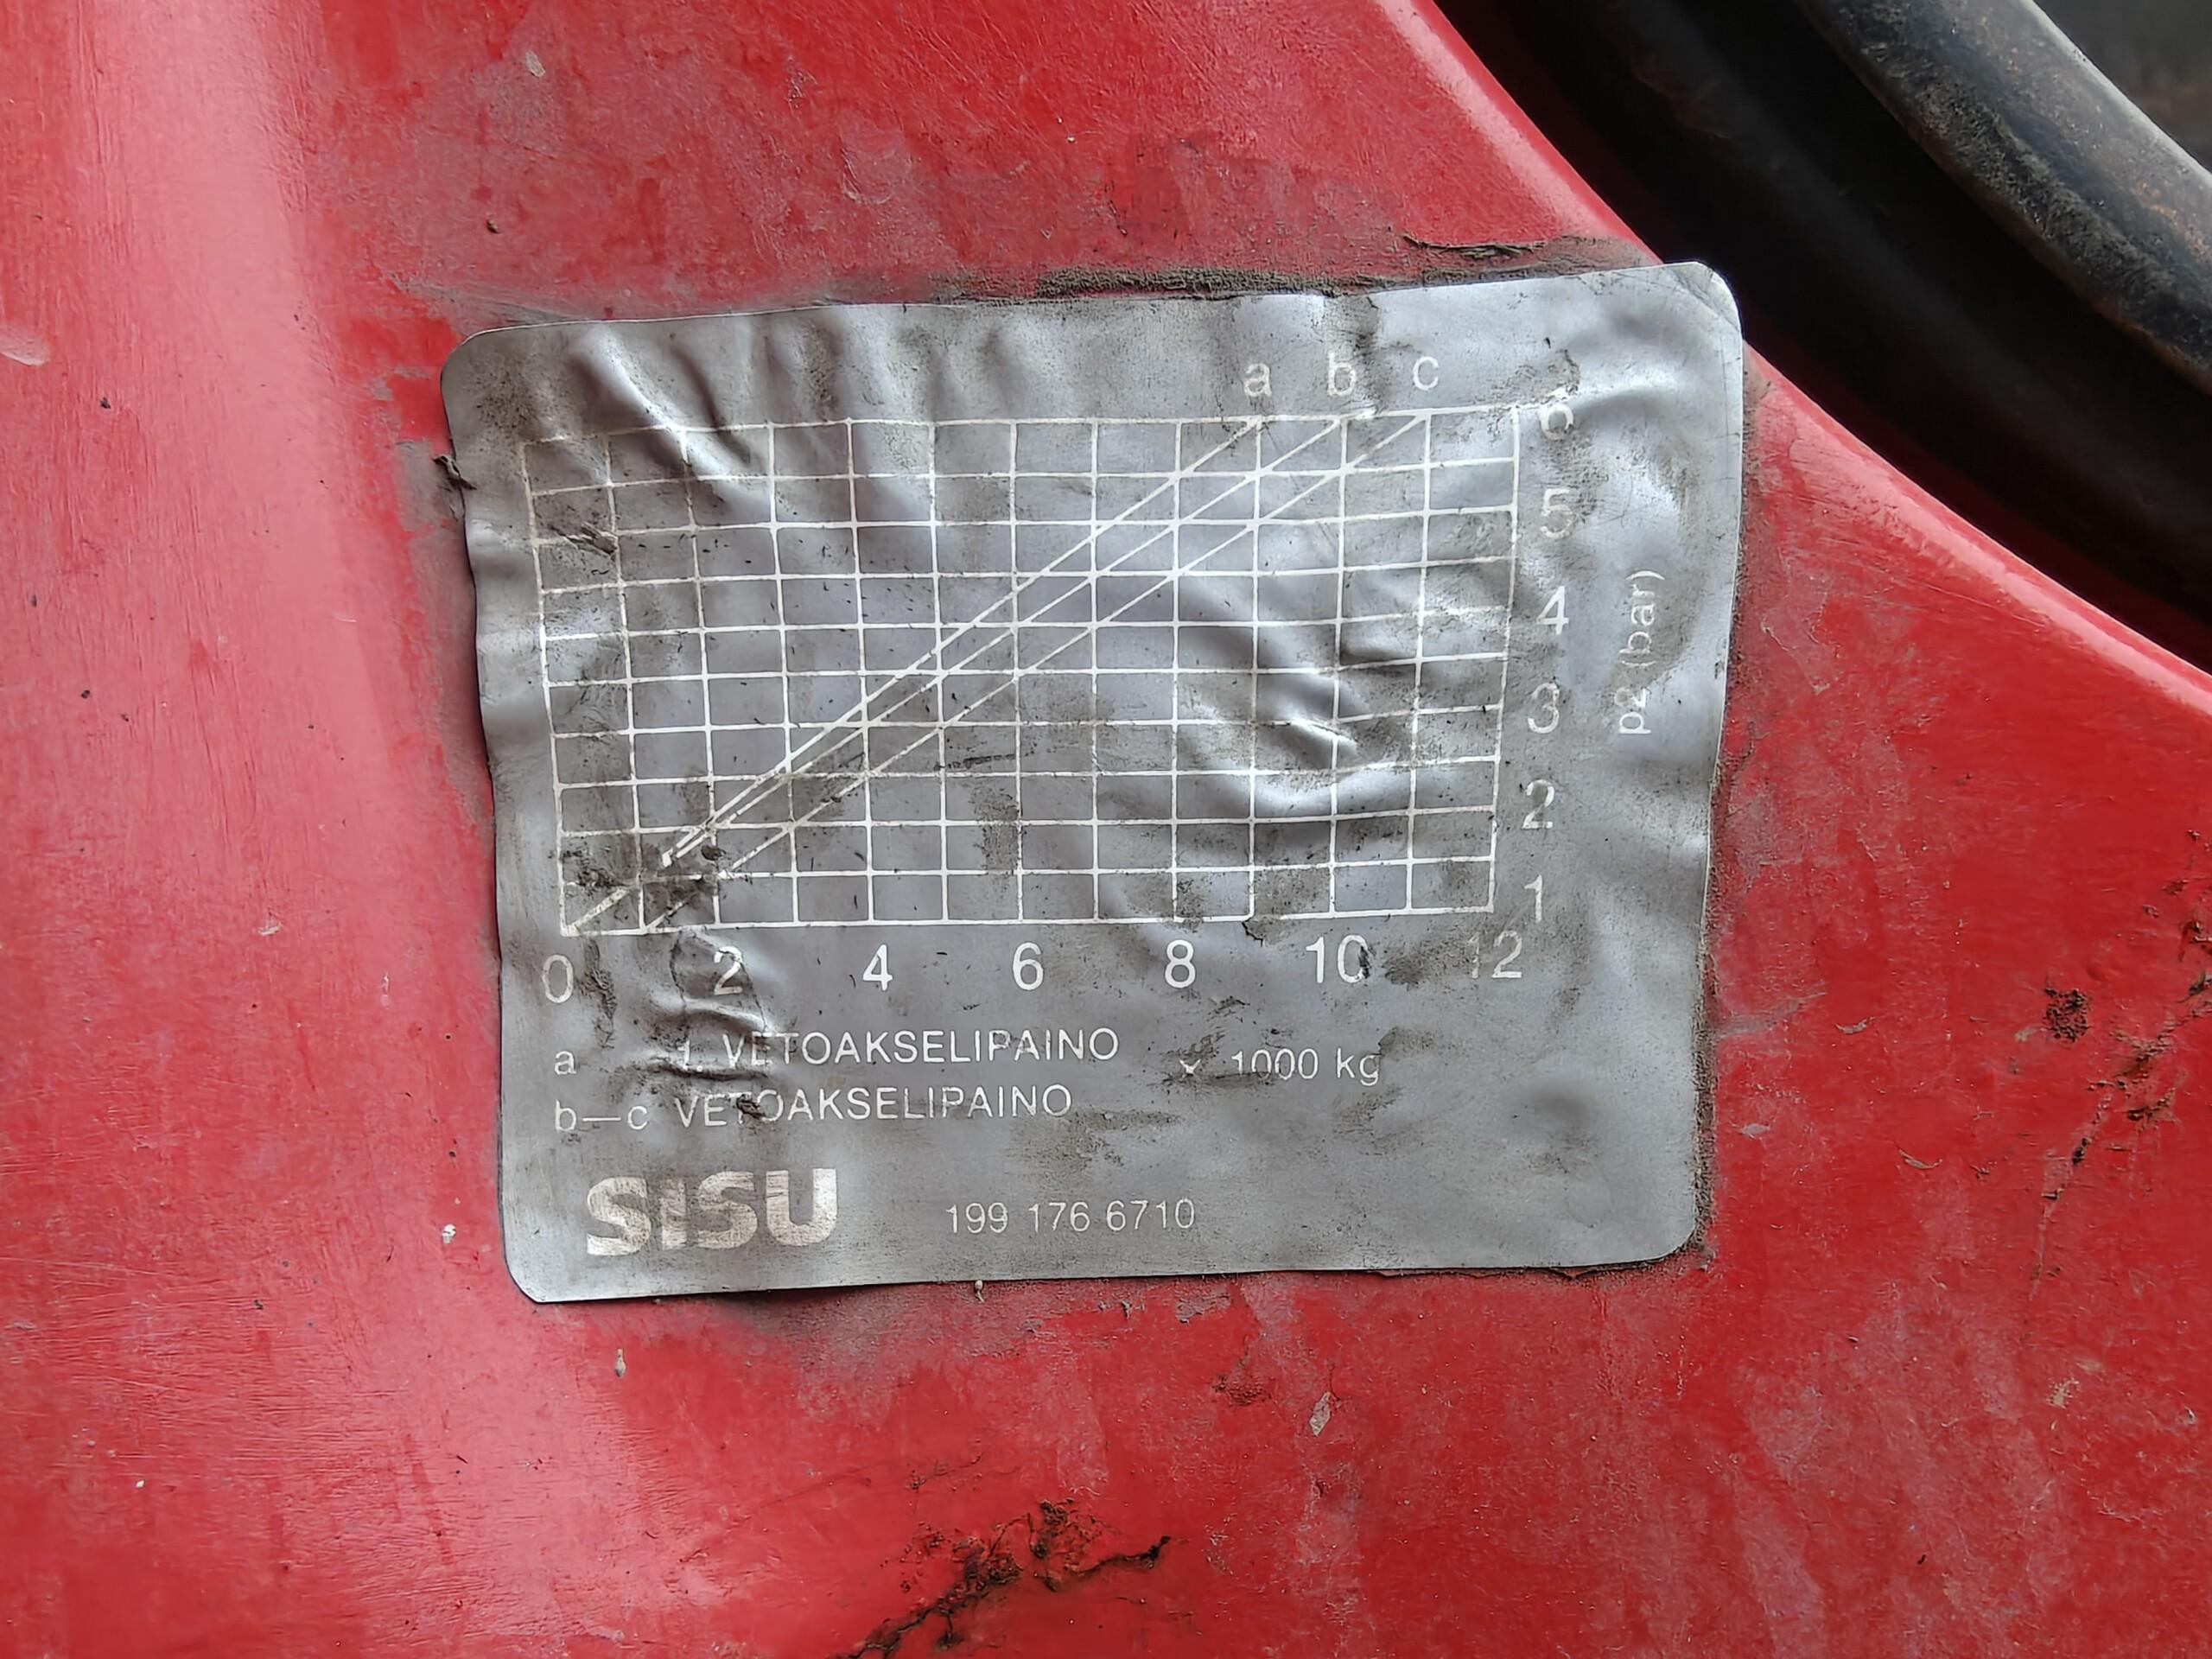 a b c
6
5
4
3
2
1
p2 (bar)
0 2 4 6 8 10 12
a 1. VETOAKSELIPAINO x 1000 kg
b–c VETOAKSELIPAINO
SISU 199 176 6710